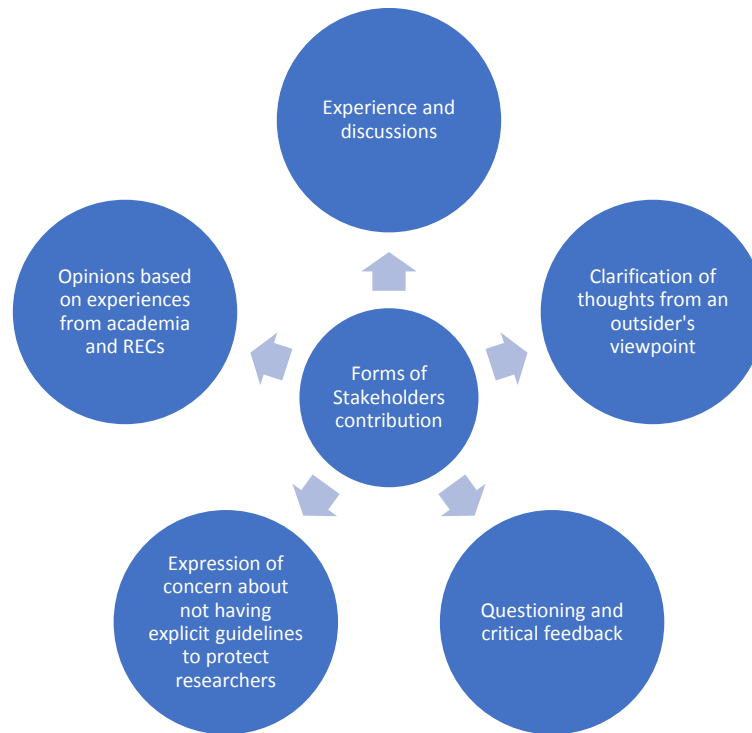 Experience and
discussions
Clarification of
thoughts from an
outsider's
viewpoint
Questioning and
critical feedback
Expression of
concern about
not having
explicit guidelines
to protect
researchers
Opinions based
on experiences
from academia
and RECs
Forms of
Stakeholders
contribution